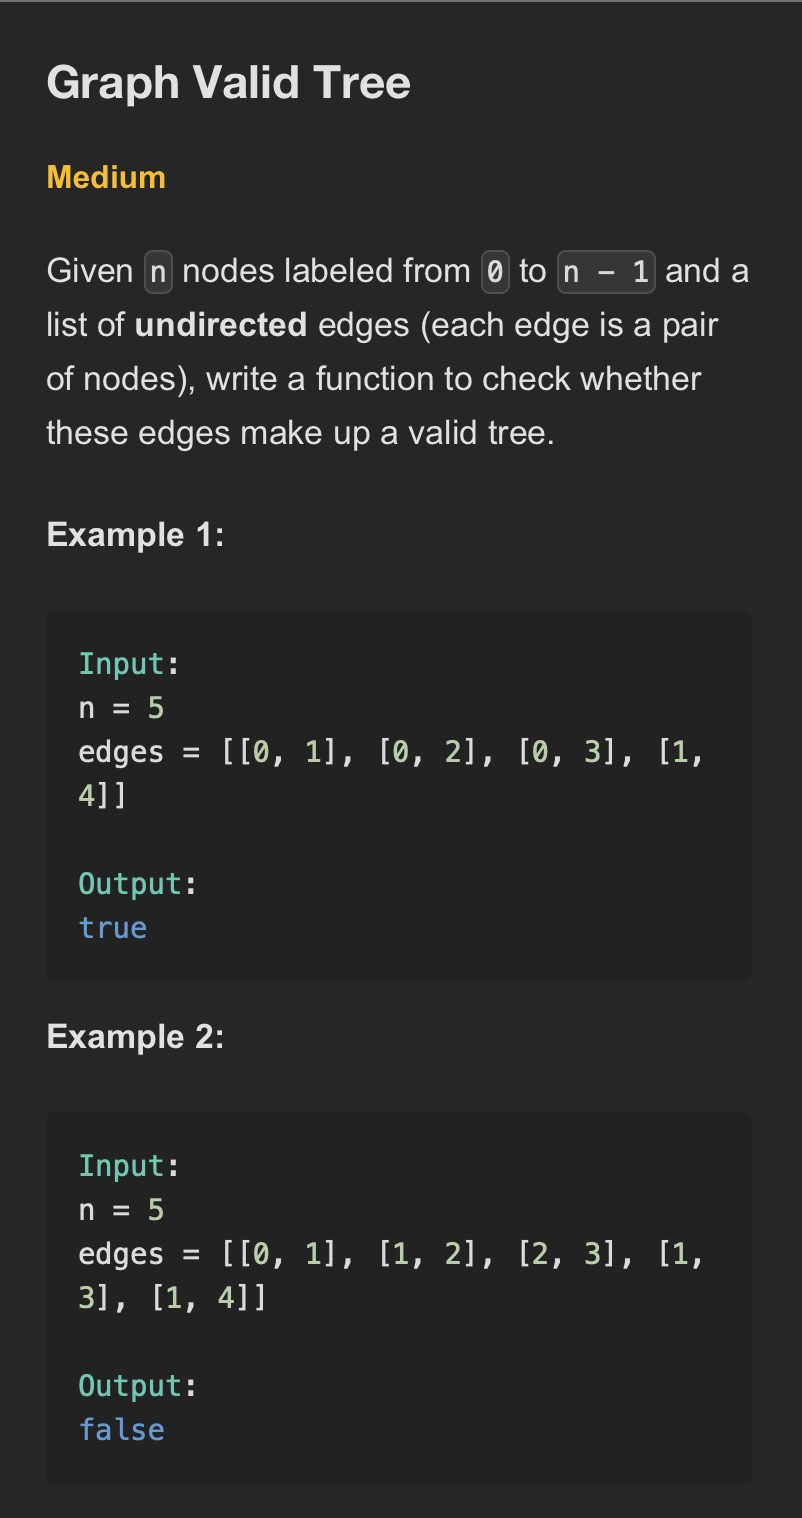 Graph Valid Tree
Medium
Given n nodes labeled from 0 to n - 1 and a
list of undirected edges (each edge is a pair
of nodes), write a function to check whether
these edges make up a valid tree.
Example 1:
Input:
n = 5
edges = [[0, 1], [0, 2], [0, 3], [1,
4]]
Output:
true
Example 2:
Input:
n = 5
edges = [[0, 1], [1, 2], [2, 3], [1,
3], [1, 4]]
Output:
false